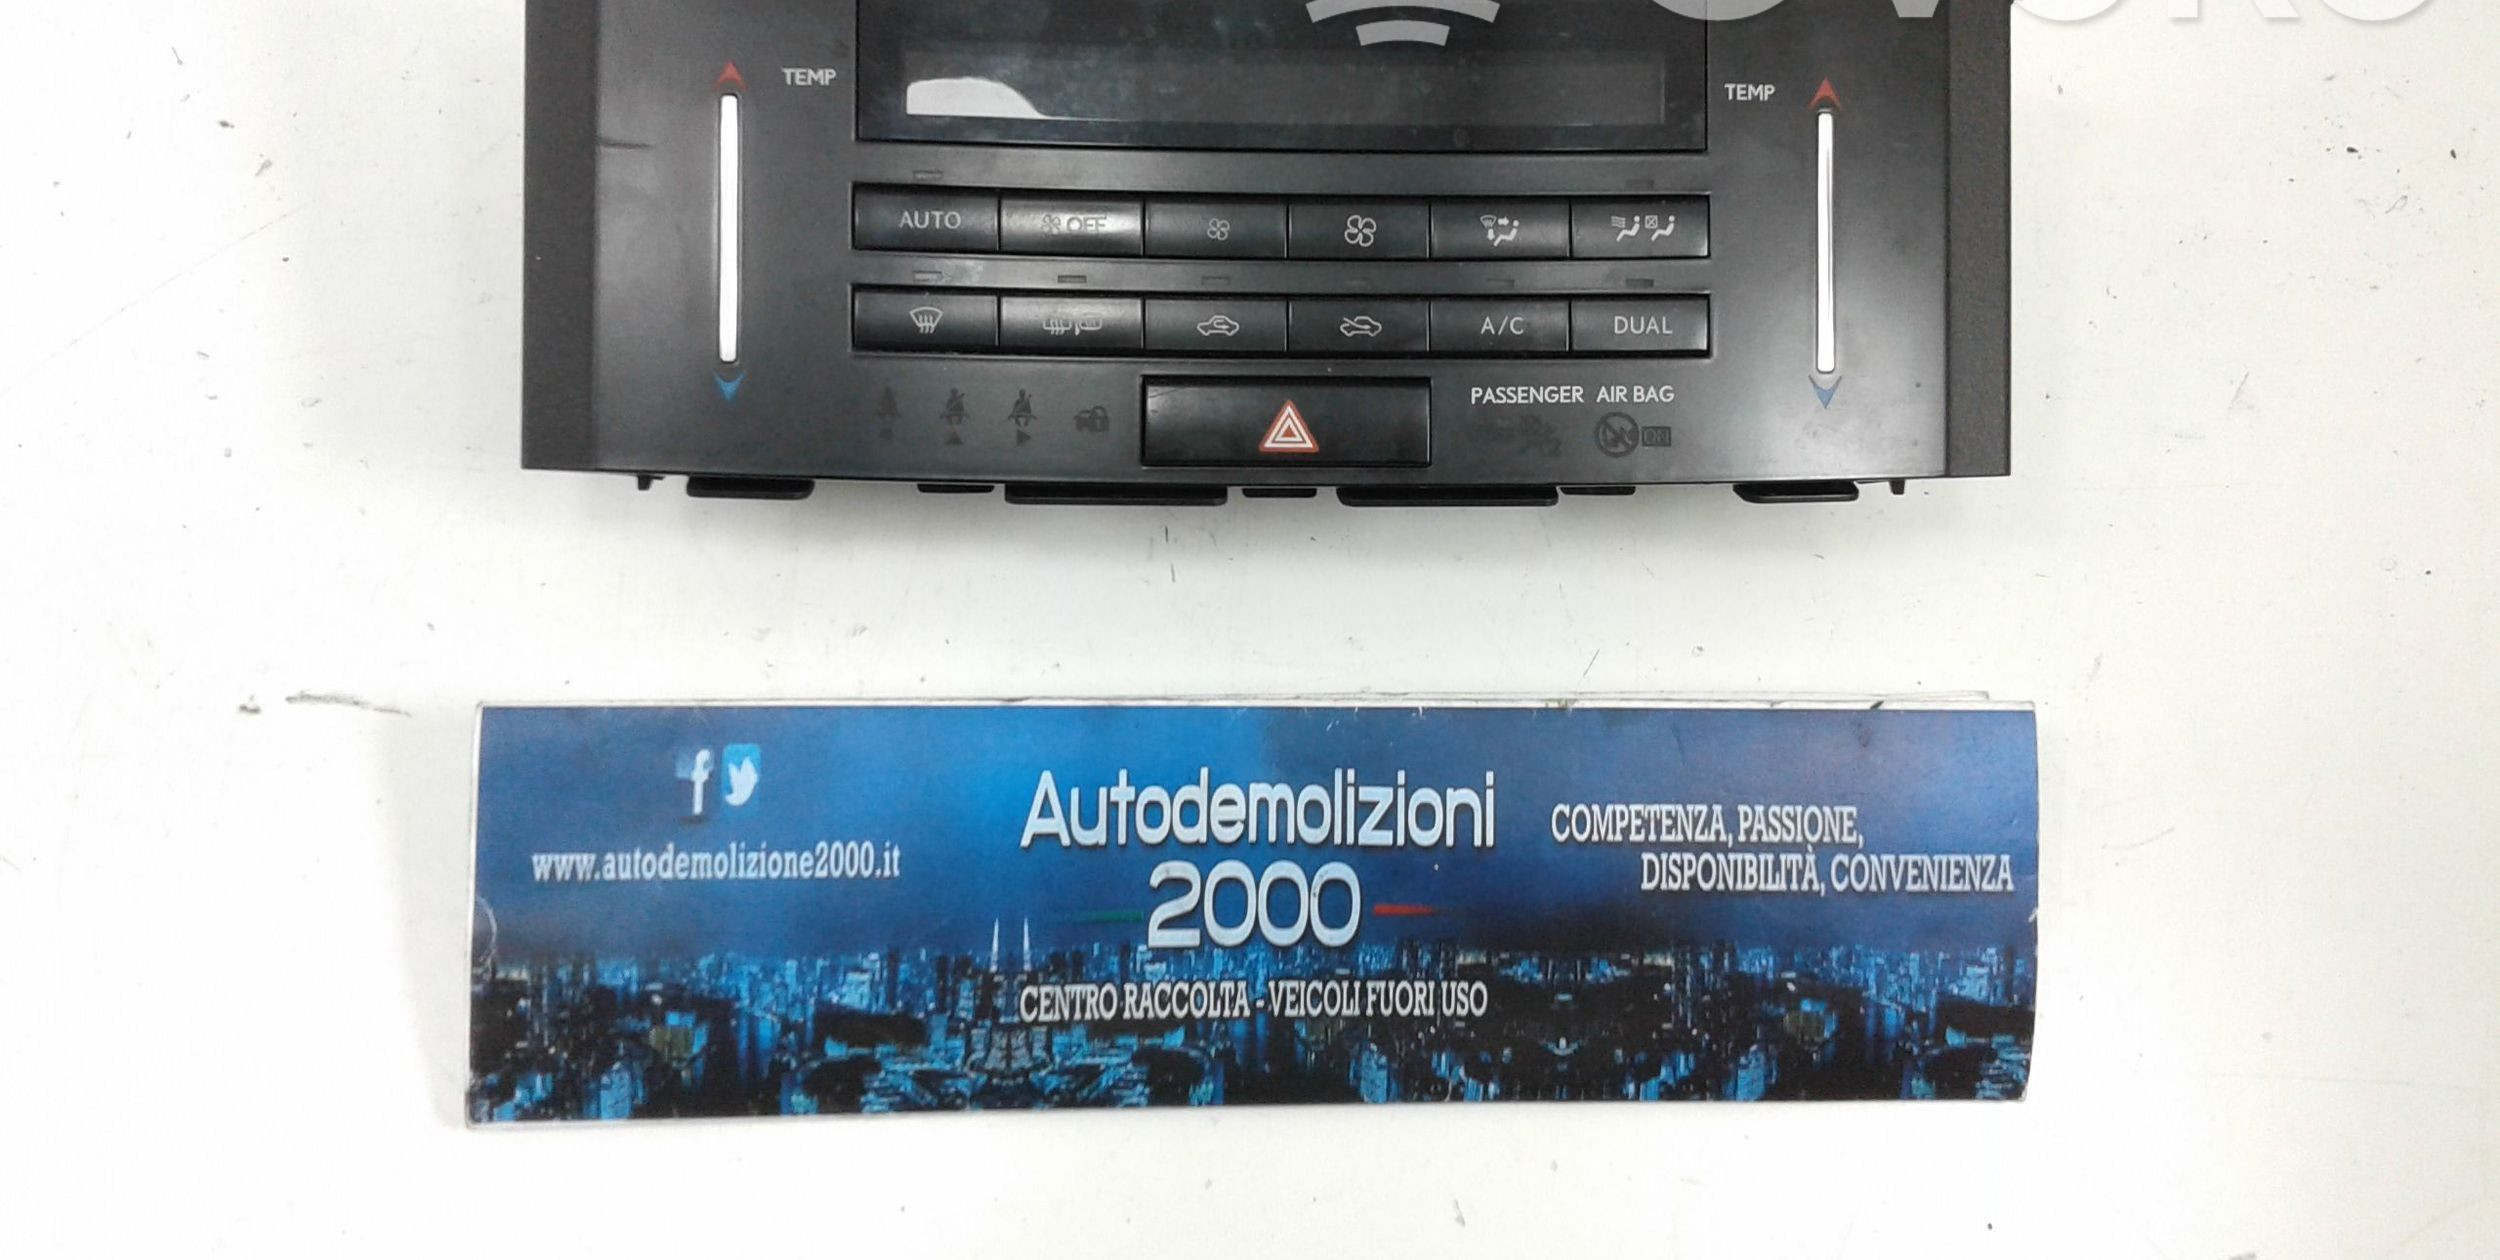 TEMP
TEMP
AUTO
OFF
A/C
DUAL
PASSENGER AIR BAG
ON
f
www.autodemolizione2000.it
Autodemolizioni
2000
COMPETENZA, PASSIONE,
DISPONIBILITÀ, CONVENIENZA
CENTRO RACCOLTA - VEICOLI FUORI USO